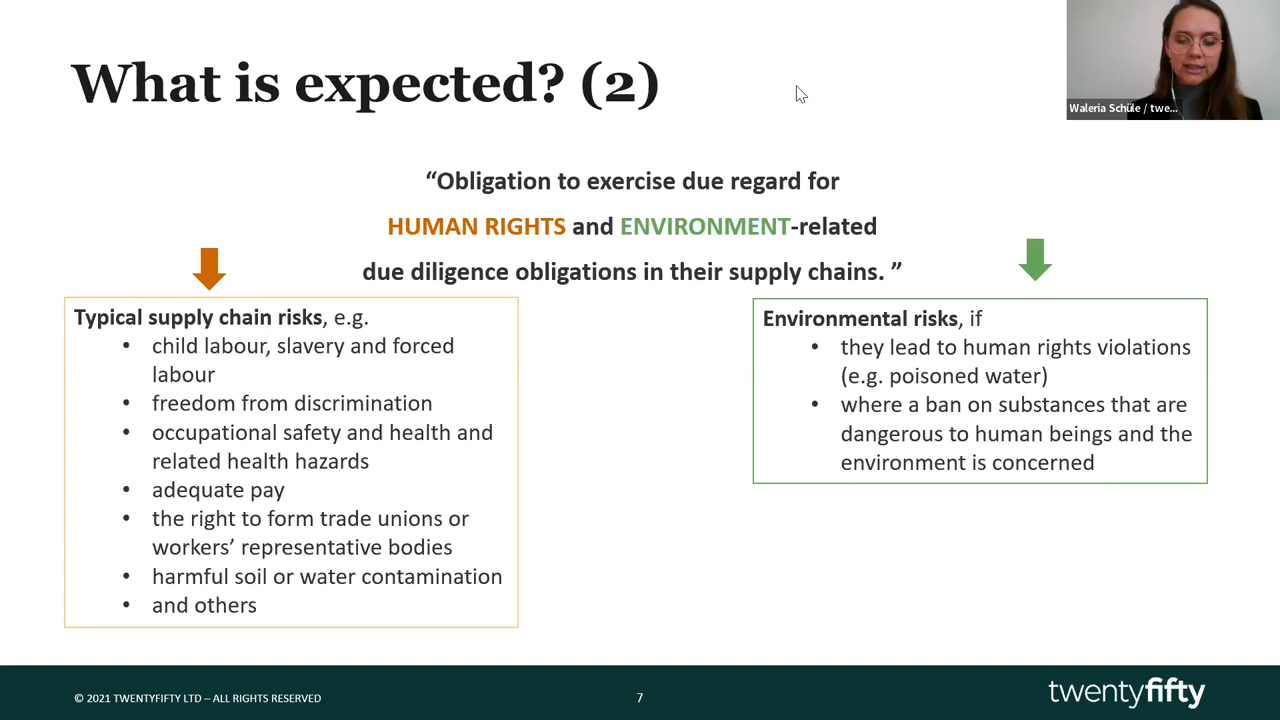 What is expected? (2)
Waleria Schüle / twe...
“Obligation to exercise due regard for
HUMAN RIGHTS and ENVIRONMENT-related
due diligence obligations in their supply chains. ”
Typical supply chain risks, e.g.
• child labour, slavery and forced
labour
• freedom from discrimination
• occupational safety and health and
related health hazards
• adequate pay
• the right to form trade unions or
workers’ representative bodies
• harmful soil or water contamination
• and others
Environmental risks, if
• they lead to human rights violations
(e.g. poisoned water)
• where a ban on substances that are
dangerous to human beings and the
environment is concerned
© 2021 TWENTYFIFTY LTD – ALL RIGHTS RESERVED
7
twentyfifty